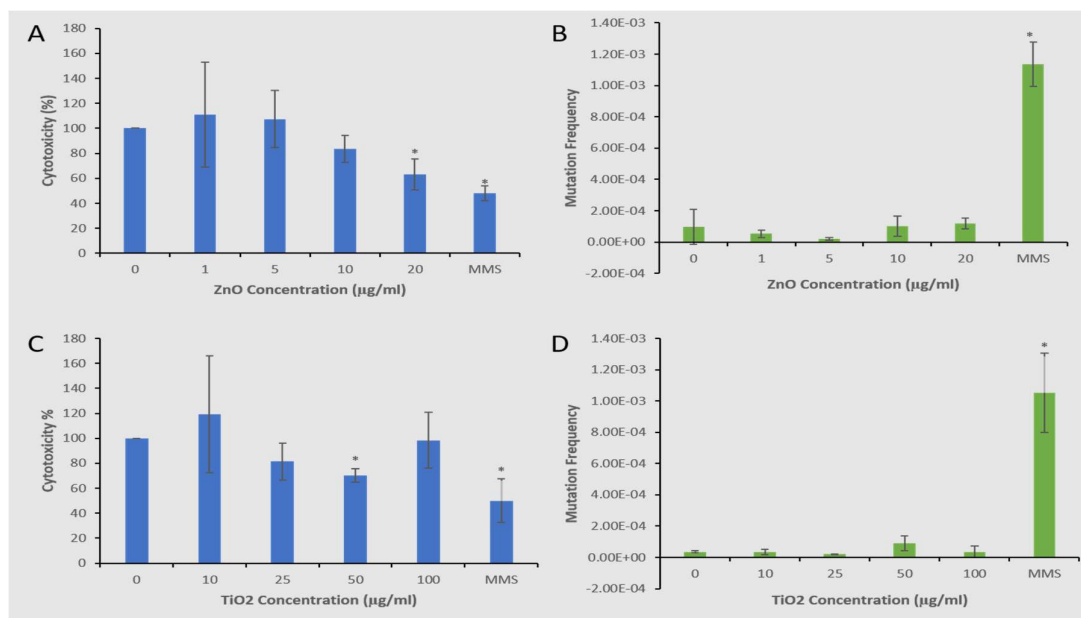 A
180
160
140
120
100
80
60
40
20
0
Cytotoxicity (%)
*
*
0 1 5 10 20 MMS
ZnO Concentration (μg/ml)
B
1.40E-03
1.20E-03
1.00E-03
8.00E-04
6.00E-04
4.00E-04
2.00E-04
0.00E+00
-2.00E-04
Mutation Frequency
*
0 1 5 10 20 MMS
ZnO Concentration (μg/ml)
C
180
160
140
120
100
80
60
40
20
0
Cytotoxicity %
*
*
0 10 25 50 100 MMS
TiO2 Concentration (μg/ml)
D
1.40E-03
1.20E-03
1.00E-03
8.00E-04
6.00E-04
4.00E-04
2.00E-04
0.00E+00
-2.00E-04
Mutation Frequency
*
0 10 25 50 100 MMS
TiO2 Concentration (μg/ml)